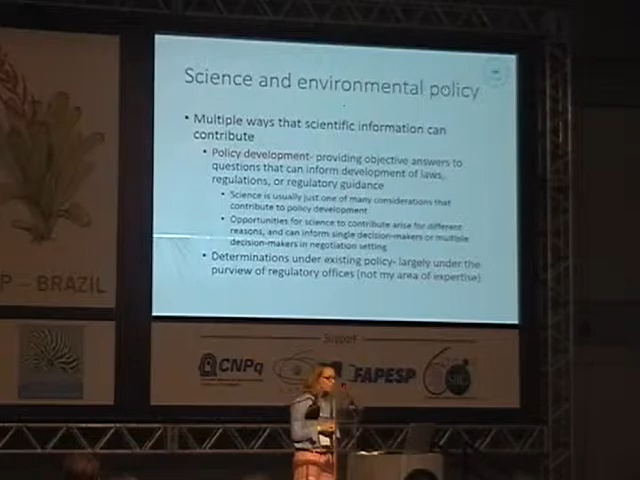 Science and environmental policy
• Multiple ways that scientific information can
contribute
• Policy development- providing objective answers to
questions that can inform development of laws,
regulations, or regulatory guidance
• Science is usually just one of many considerations that
contribute to policy development
• Opportunities for science to contribute arise for different
reasons, and can inform single decision-makers or multiple
decision-makers in negotiation setting
• Determinations under existing policy- largely under the
purview of regulatory offices (not my area of expertise)
P – BRAZIL
Support
CNPq
FAPESP